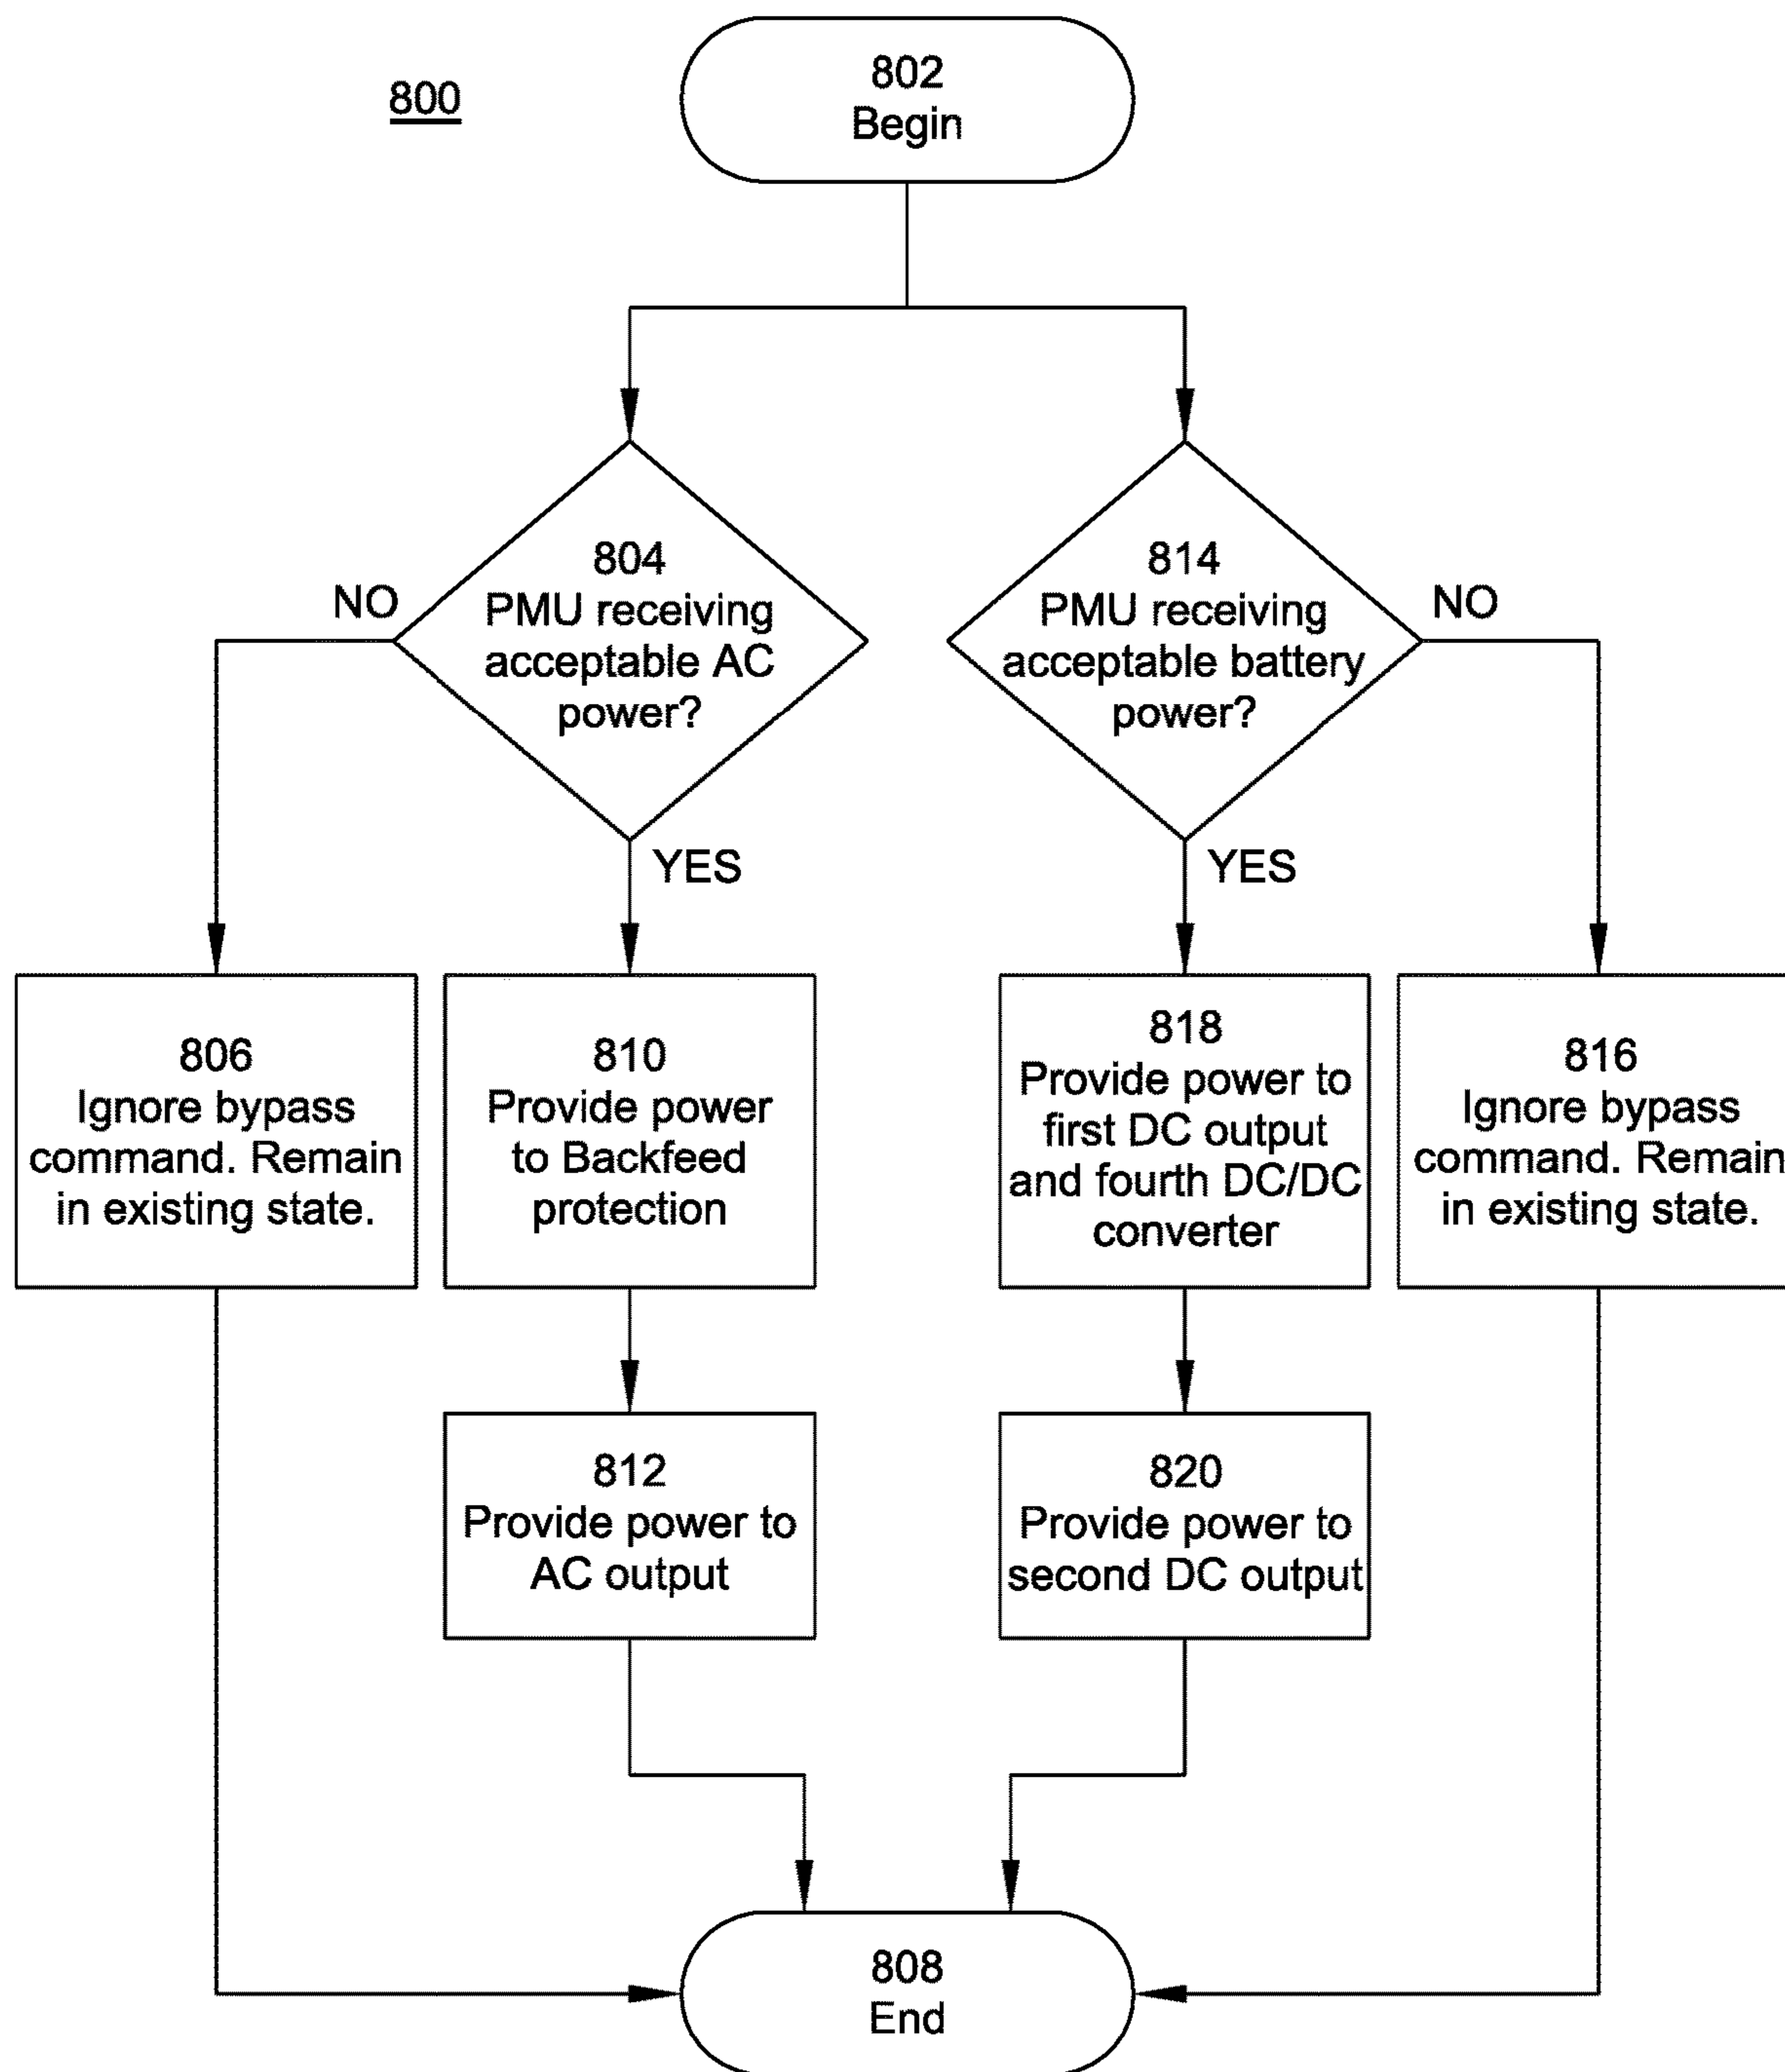 800
802
Begin
804
PMU receiving
acceptable AC
power?
NO
YES
814
PMU receiving
acceptable battery
power?
NO
YES
806
Ignore bypass
command. Remain
in existing state.
810
Provide power
to Backfeed
protection
818
Provide power to
first DC output
and fourth DC/DC
converter
816
Ignore bypass
command. Remain
in existing state.
812
Provide power to
AC output
820
Provide power to
second DC output
808
End